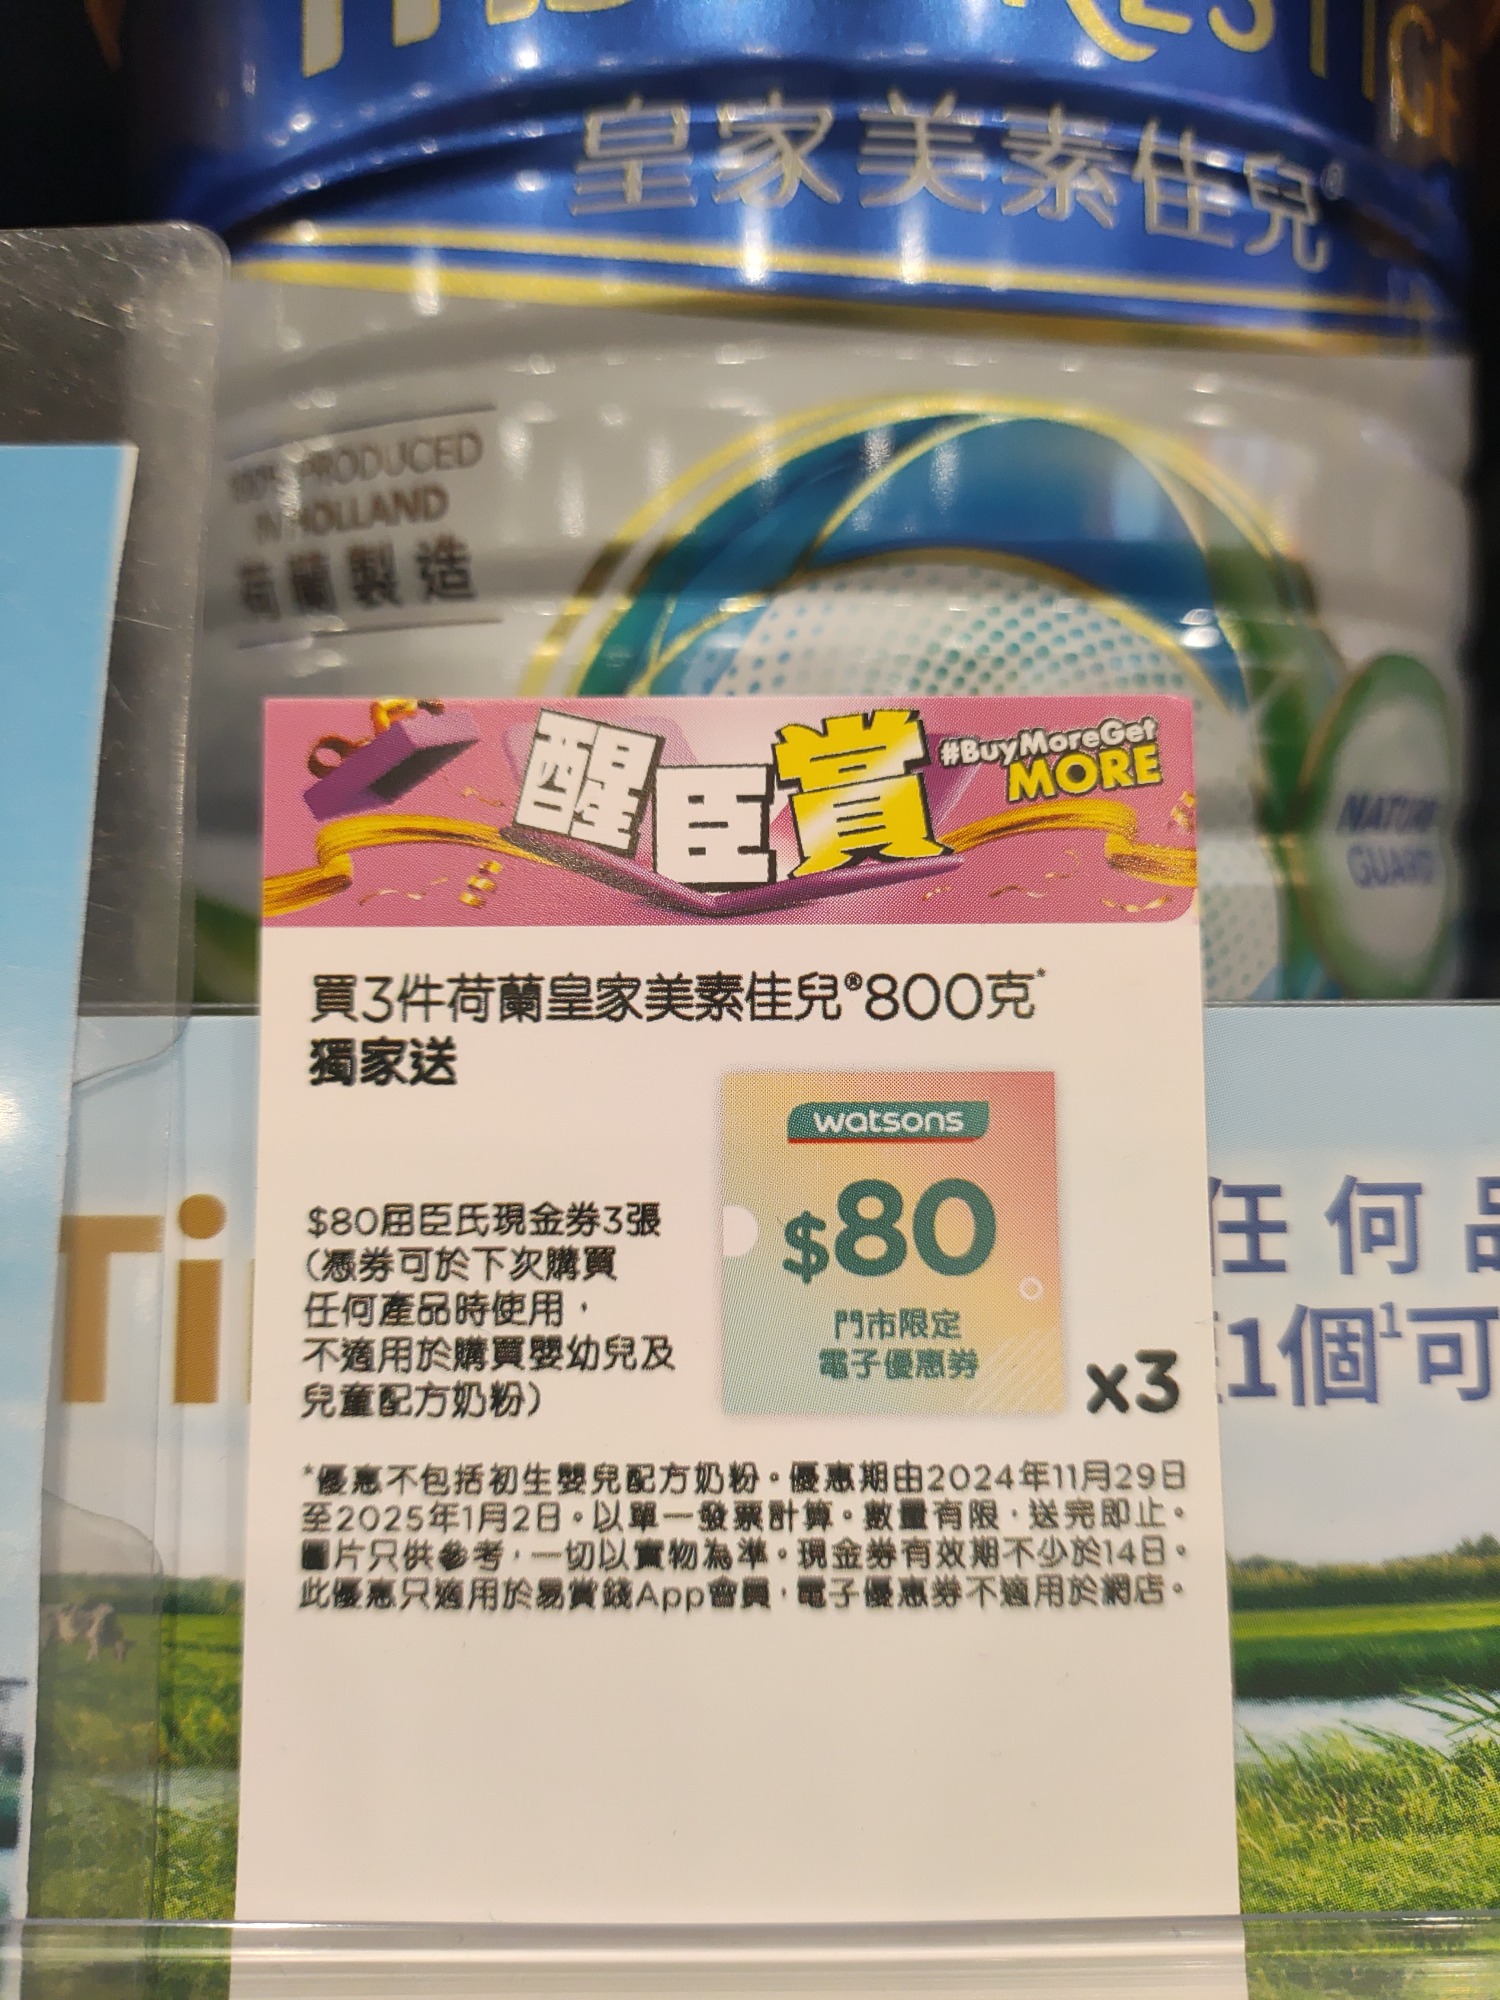 皇家美素佳兒®
PRODUCED
IN HOLLAND
荷蘭製造
醒臣賞
#BuyMoreGet
MORE
NATURE
GUARD
買3件荷蘭皇家美素佳兒®800克*
獨家送
watsons
$80
門市限定
電子優惠券
x3
$80屈臣氏現金券3張
(憑券可於下次購買
任何產品時使用，
不適用於購買嬰幼兒及
兒童配方奶粉)
*優惠不包括初生嬰兒配方奶粉。優惠期由2024年11月29日
至2025年1月2日。以單一發票計算。數量有限，送完即止。
圖片只供參考，一切以實物為準。現金券有效期不少於14日。
此優惠只適用於易賞錢App會員，電子優惠券不適用於網店。
Ti
任何品
1個¹可